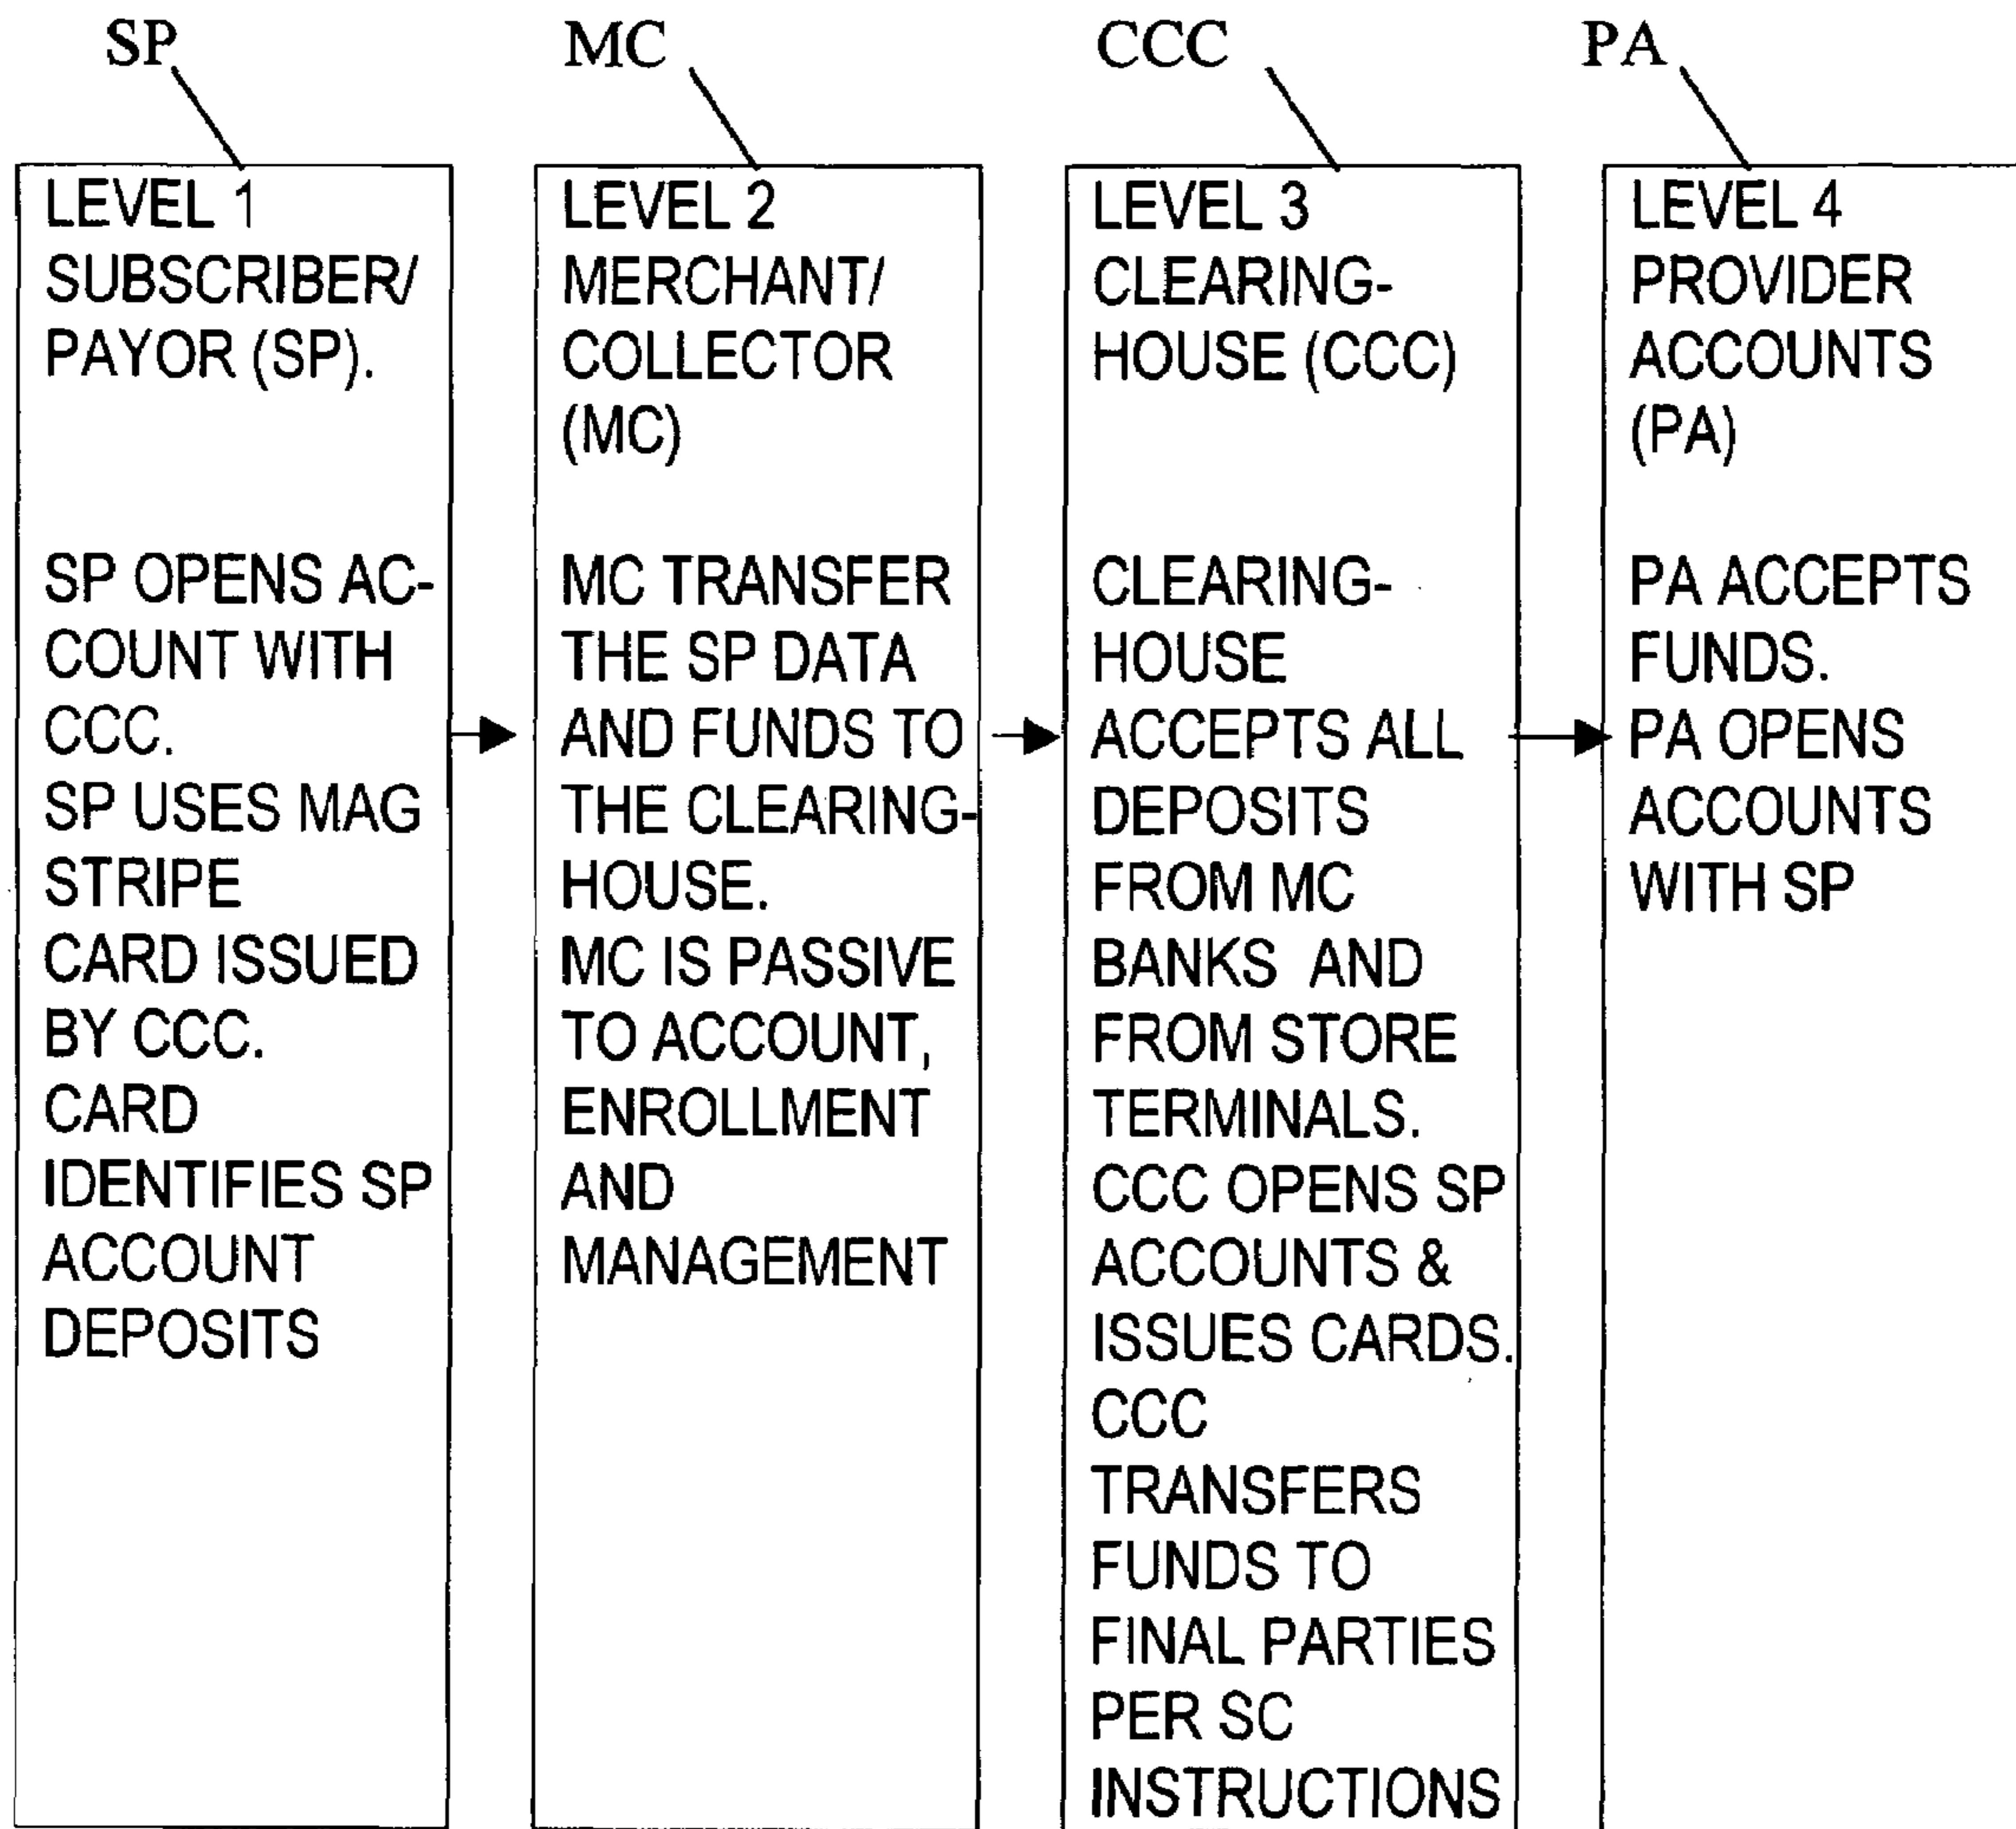 SP
MC
CCC
PA
LEVEL 1
SUBSCRIBER/
PAYOR (SP).
SP OPENS AC-
COUNT WITH
CCC.
SP USES MAG
STRIPE
CARD ISSUED
BY CCC.
CARD
IDENTIFIES SP
ACCOUNT
DEPOSITS
LEVEL 2
MERCHANT/
COLLECTOR
(MC)
MC TRANSFER
THE SP DATA
AND FUNDS TO
THE CLEARING-
HOUSE.
MC IS PASSIVE
TO ACCOUNT,
ENROLLMENT
AND
MANAGEMENT
LEVEL 3
CLEARING-
HOUSE (CCC)
CLEARING-
HOUSE
ACCEPTS ALL
DEPOSITS
FROM MC
BANKS AND
FROM STORE
TERMINALS.
CCC OPENS SP
ACCOUNTS &
ISSUES CARDS.
CCC
TRANSFERS
FUNDS TO
FINAL PARTIES
PER SC
INSTRUCTIONS
LEVEL 4
PROVIDER
ACCOUNTS
(PA)
PA ACCEPTS
FUNDS.
PA OPENS
ACCOUNTS
WITH SP